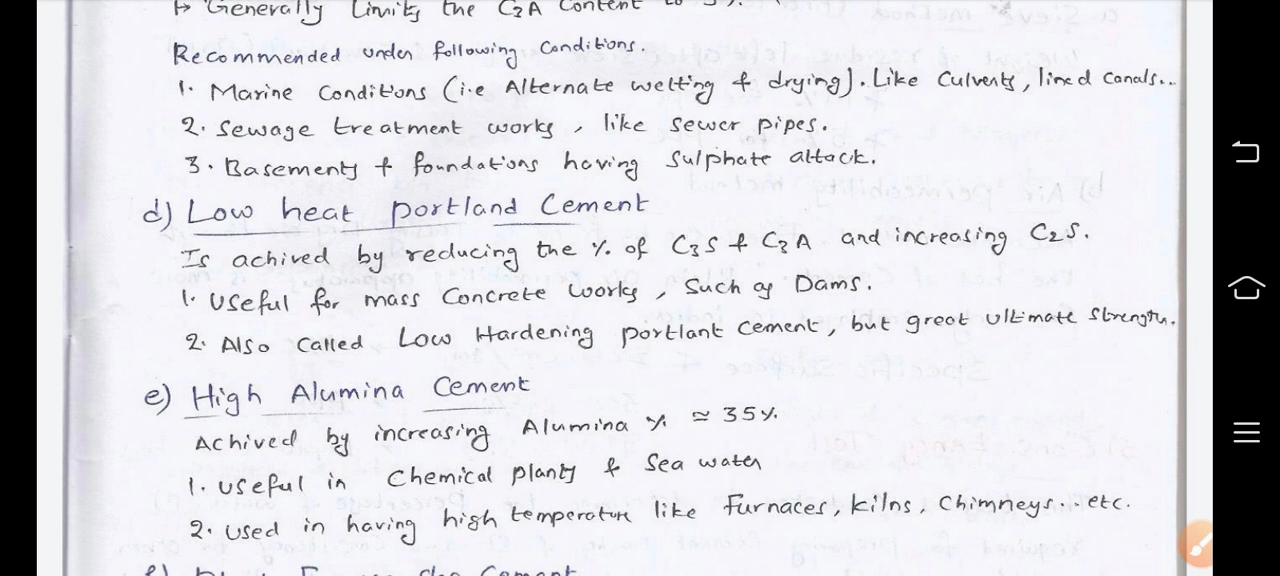 → Generally Limits the C3A Content to
Recommended under following Conditions.
1. Marine Conditions (i.e Alternate wetting & drying). Like Culverts, lined Canals...
2. Sewage treatment works, like sewer pipes.
3. Basements & foundations having Sulphate attack.
d) Low heat portland Cement
Is achived by reducing the % of C3S & C3A and increasing C2S.
1. Useful for mass Concrete works, Such as Dams.
2. Also Called Low Hardening portlant cement, but great ultimate Strength.
e) High Alumina Cement
Achived by increasing Alumina % ≈ 35%
1. Useful in Chemical plants & Sea water
2. Used in having high temperature like Furnaces, kilns, Chimneys...etc.
Cement